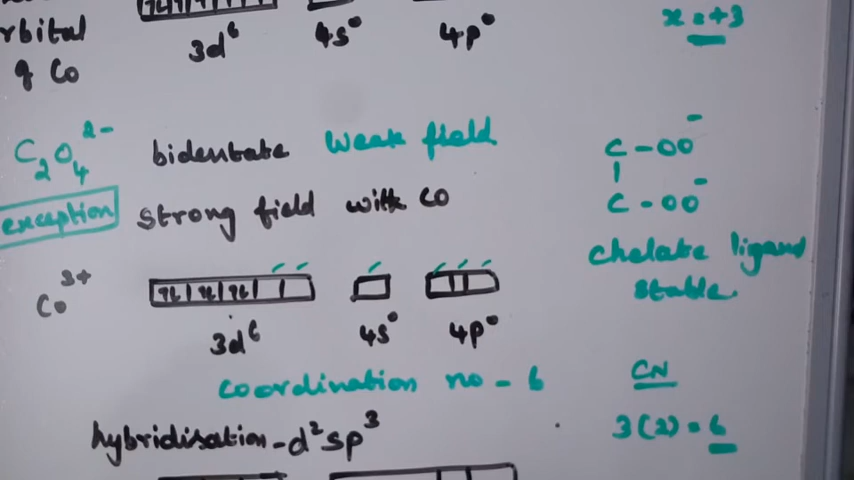 rbital
of Co
3d⁶ 4s⁰ 4p⁰
x = +3
C₂O₄²⁻ bidentate Weak field
exception strong field with Co
C-OO⁻
|
C-OO⁻
chelate ligand
stable.
Co³⁺
3d⁶ 4s⁰ 4p⁰
coordination no - 6
hybridisation - d²sp³
CN
3(2) = 6